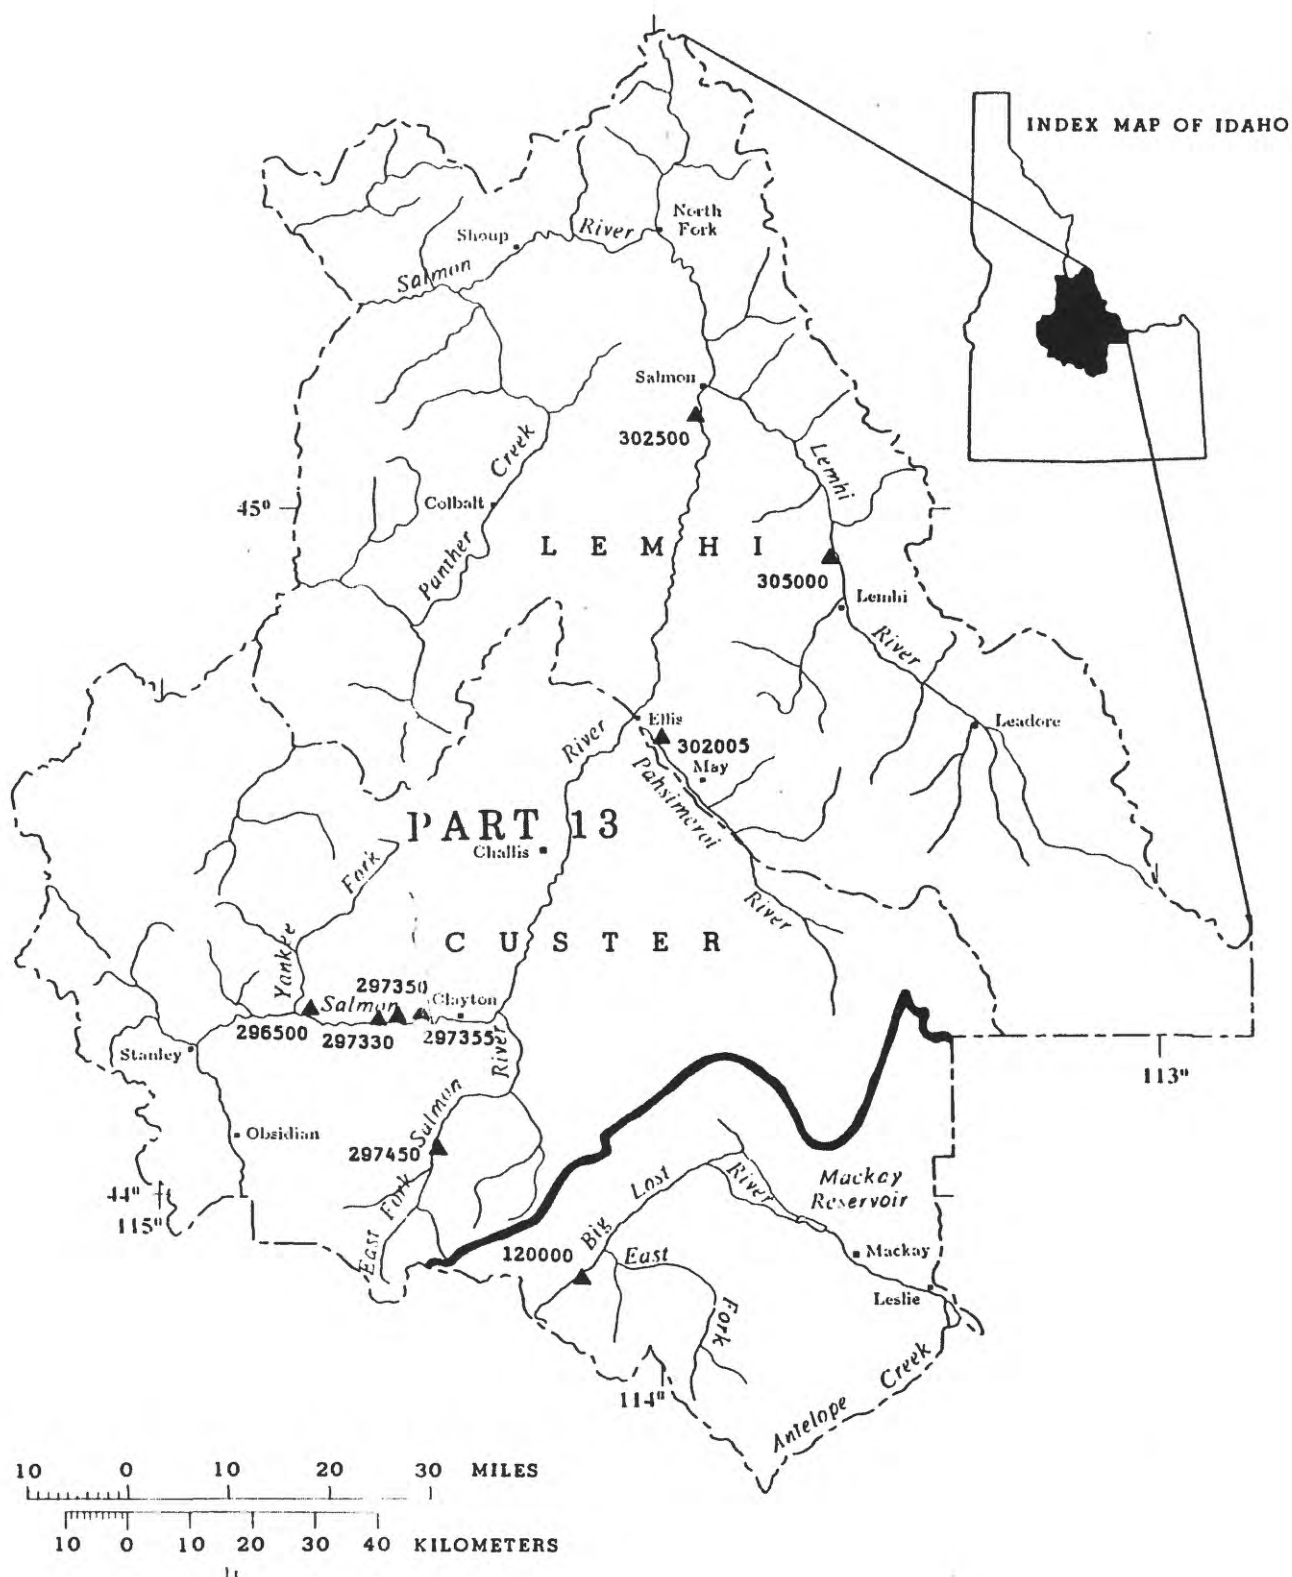 INDEX MAP OF IDAHO
North
Fork
River
Shoup
Salmon
Salmon
302500
Lemhi
Creek
45°
Colbalt
LEMHI
Panther
305000
Lemhi
River
Ellis
Leadore
302005
River
May
Pahsimeroi
PART 13
Challis
Fork
River
CUSTER
Yankee
297350
Salmon
Clayton
296500
297330
297355
Stanley
River
113°
Salmon
Obsidian
297450
Mackay
Reservoir
Lost
River
44°
115°
East Fork
Big
120000
East
Mackay
Leslie
Fork
Creek
114°
Antelope
10 0 10 20 30 MILES
10 0 10 20 30 40 KILOMETERS